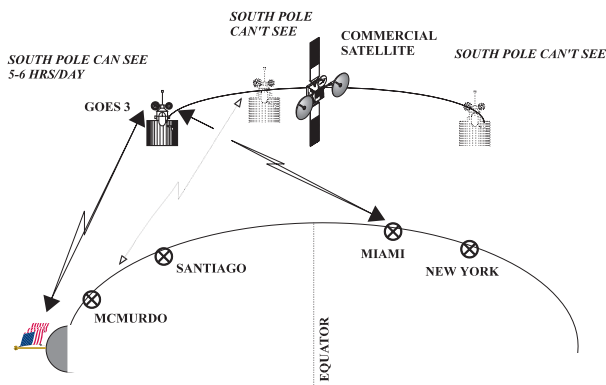 SOUTH POLE
CAN'T SEE
COMMERCIAL
SATELLITE
SOUTH POLE CAN SEE
5-6 HRS/DAY
SOUTH POLE CAN'T SEE
GOES 3
MIAMI
SANTIAGO
NEW YORK
MCMURDO
EQUATOR